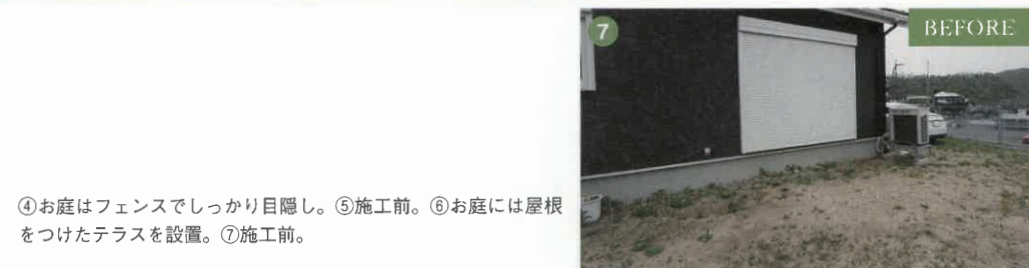 7
BEFORE
④お庭はフェンスでしっかり目隠し。⑤施工前。⑥お庭には屋根
をつけたテラスを設置。⑦施工前。